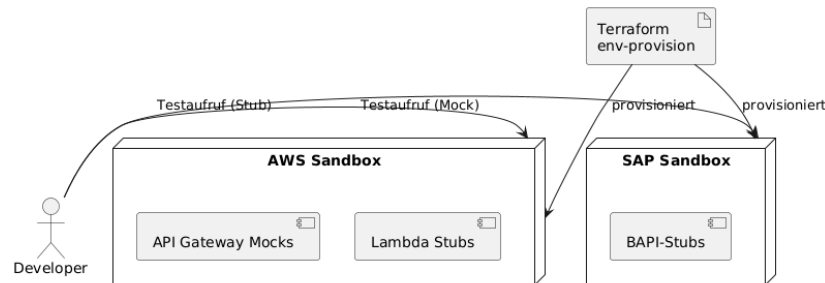 Terraform
env-provision
Testaufruf (Stub)
Testaufruf (Mock)
provisioniert
provisioniert
AWS Sandbox
SAP Sandbox
API Gateway Mocks
Lambda Stubs
BAPI-Stubs
Developer